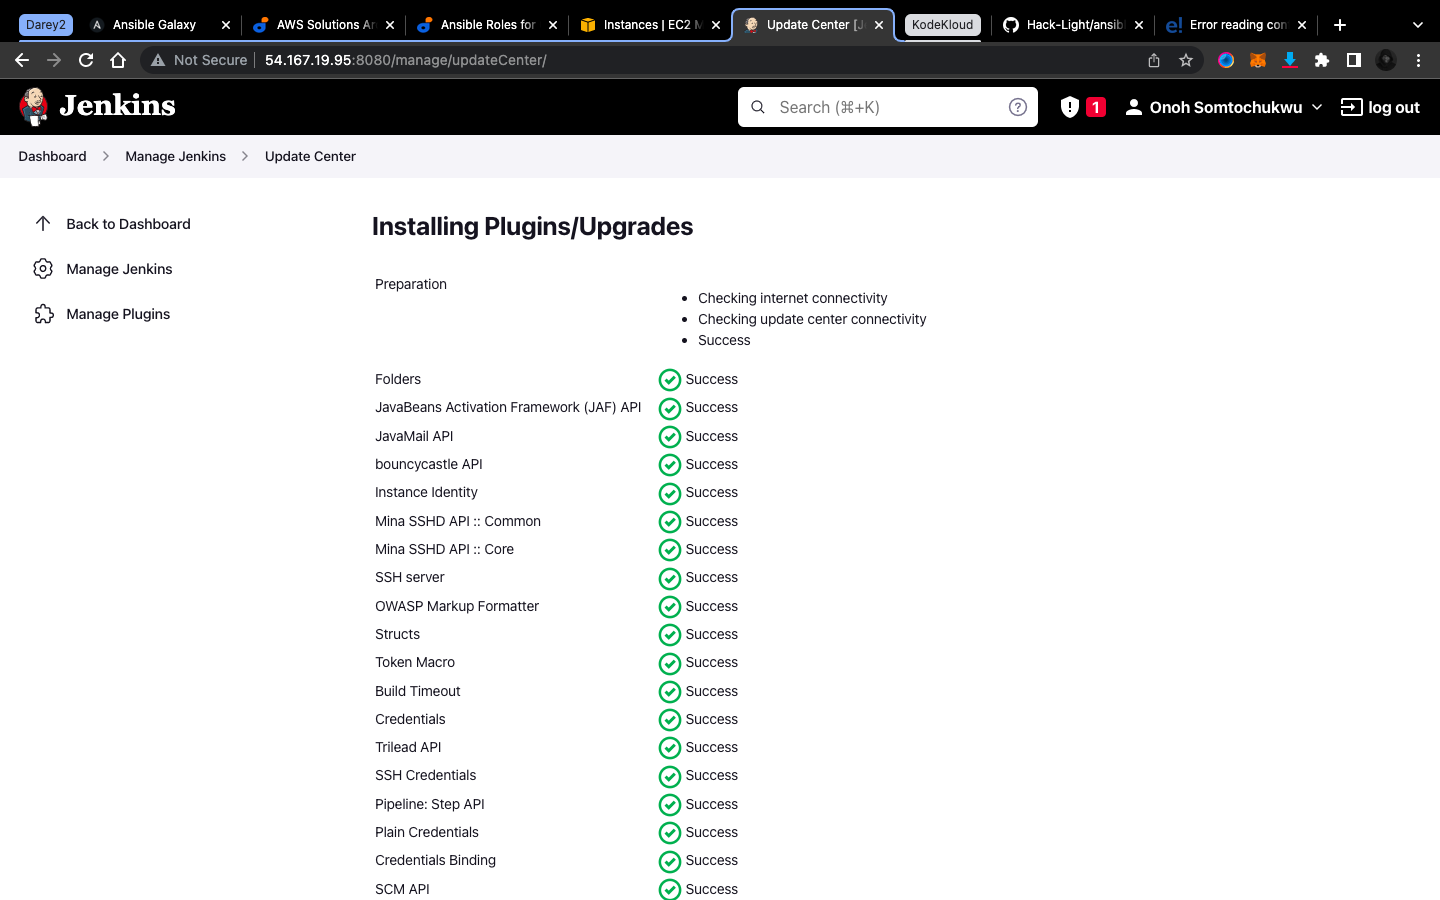 Darey2 Ansible Galaxy AWS Solutions Ar Ansible Roles for Instances | EC2 M Update Center [J KodeKloud Hack-Light/ansib Error reading con
Not Secure 54.167.19.95:8080/manage/updateCenter/
Jenkins Search (⌘+K) ? 1 Onoh Somtochukwu log out
Dashboard Manage Jenkins Update Center
Back to Dashboard
Manage Jenkins
Manage Plugins
Installing Plugins/Upgrades
Preparation
Checking internet connectivity
Checking update center connectivity
Success
Folders Success
JavaBeans Activation Framework (JAF) API Success
JavaMail API Success
bouncycastle API Success
Instance Identity Success
Mina SSHD API :: Common Success
Mina SSHD API :: Core Success
SSH server Success
OWASP Markup Formatter Success
Structs Success
Token Macro Success
Build Timeout Success
Credentials Success
Trilead API Success
SSH Credentials Success
Pipeline: Step API Success
Plain Credentials Success
Credentials Binding Success
SCM API Success